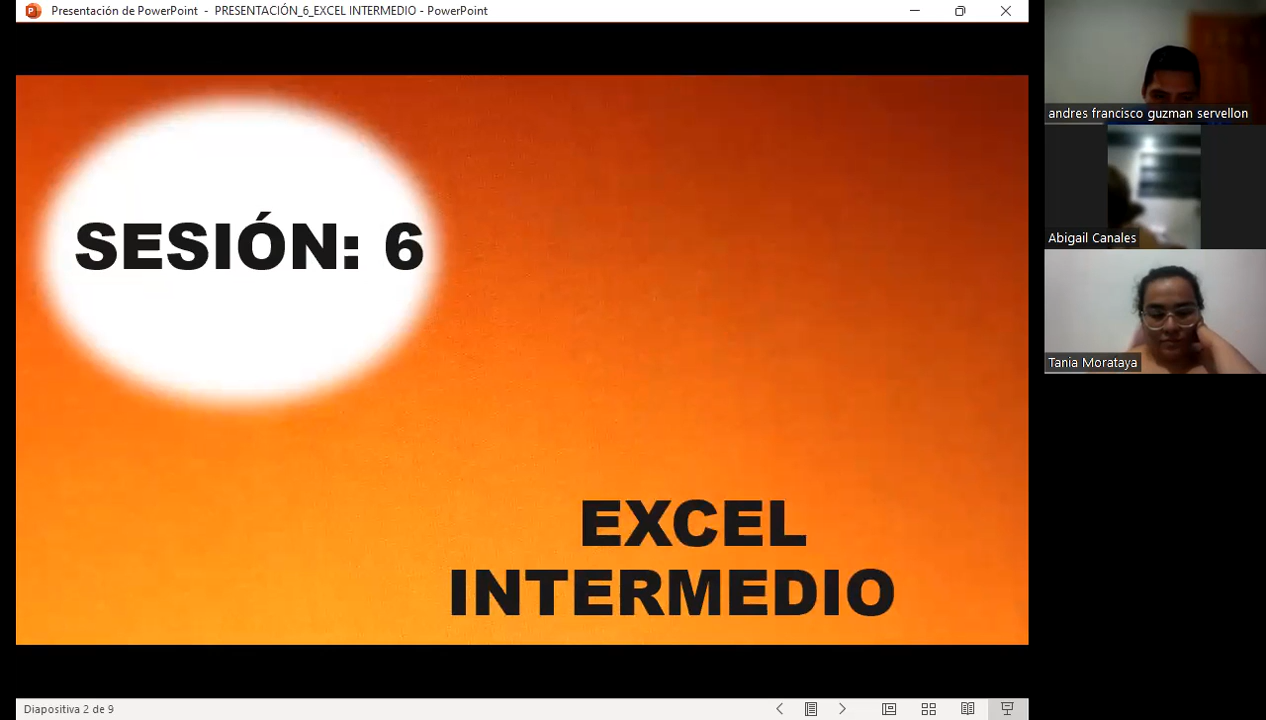 Presentación de PowerPoint - PRESENTACIÓN_6_EXCEL INTERMEDIO - PowerPoint
SESIÓN: 6
EXCEL
INTERMEDIO
andres francisco guzman servellon
Abigail Canales
Tania Morataya
Diapositiva 2 de 9